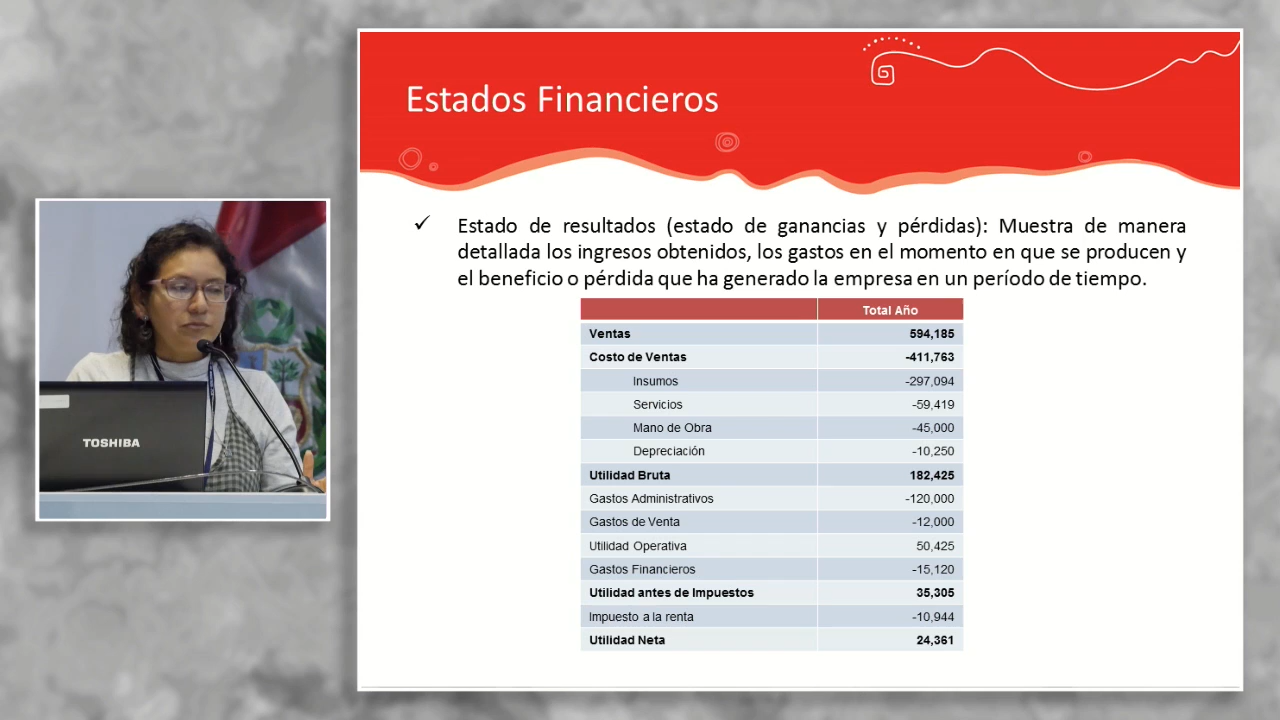 Estados Financieros
✓ Estado de resultados (estado de ganancias y pérdidas): Muestra de manera
detallada los ingresos obtenidos, los gastos en el momento en que se producen y
el beneficio o pérdida que ha generado la empresa en un período de tiempo.
Total Año
Ventas 594,185
Costo de Ventas -411,763
Insumos -297,094
Servicios -59,419
Mano de Obra -45,000
Depreciación -10,250
Utilidad Bruta 182,425
Gastos Administrativos -120,000
Gastos de Venta -12,000
Utilidad Operativa 50,425
Gastos Financieros -15,120
Utilidad antes de Impuestos 35,305
Impuesto a la renta -10,944
Utilidad Neta 24,361
TOSHIBA